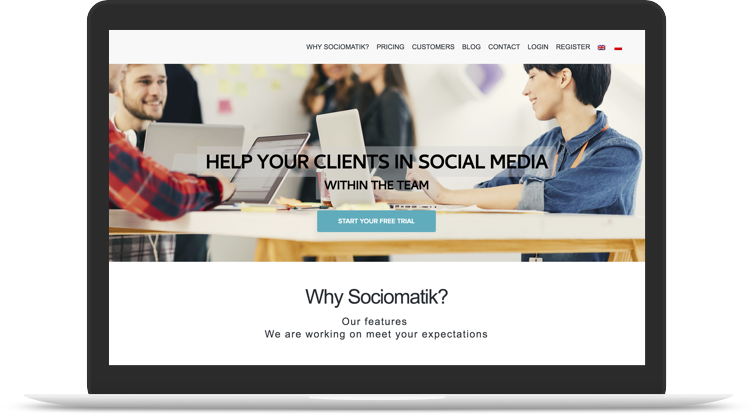 WHY SOCIOMATIK? PRICING CUSTOMERS BLOG CONTACT LOGIN REGISTER
HELP YOUR CLIENTS IN SOCIAL MEDIA
WITHIN THE TEAM
START YOUR FREE TRIAL
Why Sociomatik?
Our features
We are working on meet your expectations